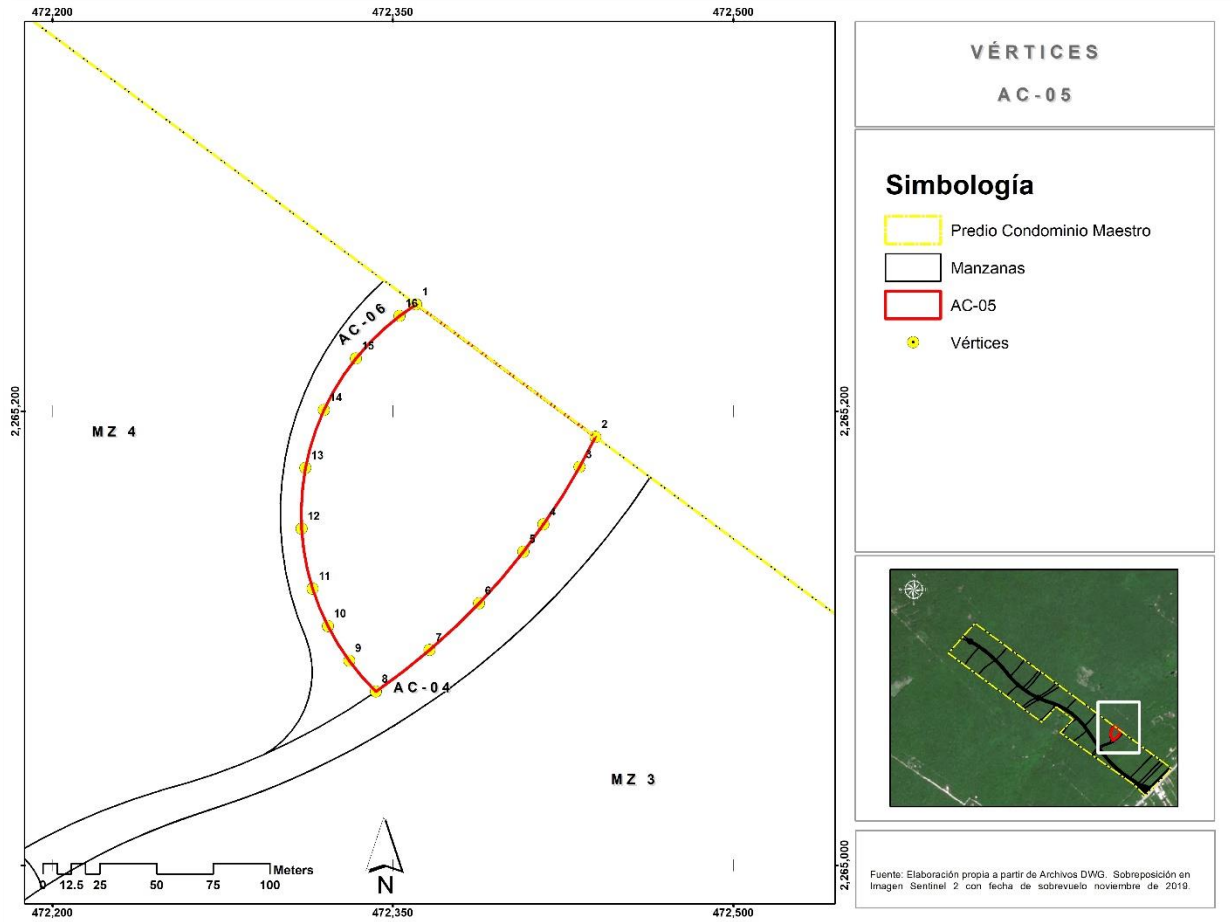 472,200
472,350
472,500
VÉRTICES
AC-05
Simbología
Predio Condominio Maestro
Manzanas
AC-05
Vértices
1
16
AC-06
15
14
2,265,200
2,265,200
MZ 4
2
3
13
4
12
5
11
6
10
7
9
8
AC-04
MZ 3
2,265,000
Meters
0 12.5 25 50 75 100
N
Fuente: Elaboración propia a partir de Archivos DWG. Sobreposición en
Imagen Sentinel 2 con fecha de sobrevuelo noviembre de 2019.
472,200
472,350
472,500